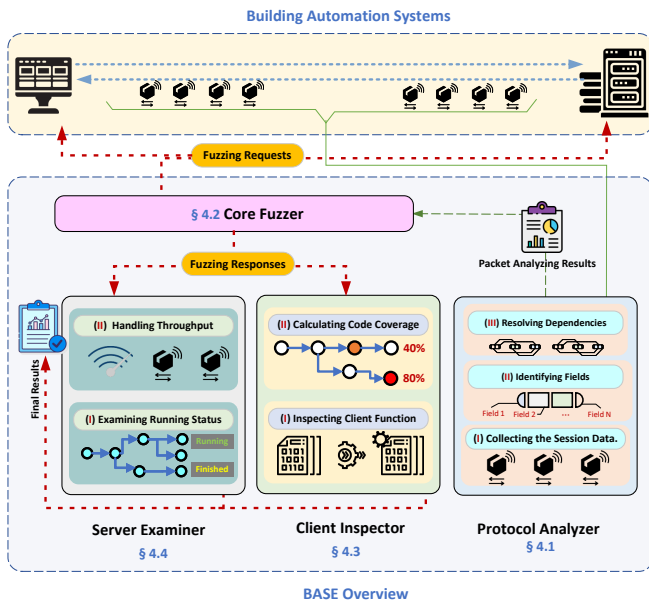 Building Automation Systems
Fuzzing Requests
§ 4.2 Core Fuzzer
Fuzzing Responses
Packet Analyzing Results
Final Results
(II) Handling Throughput
(I) Examining Running Status
Running
Finished
Server Examiner
§ 4.4
(II) Calculating Code Coverage
40%
80%
(I) Inspecting Client Function
Client Inspector
§ 4.3
(III) Resolving Dependencies
(II) Identifying Fields
Field 1
Field 2
...
Field N
(I) Collecting the Session Data.
Protocol Analyzer
§ 4.1
BASE Overview